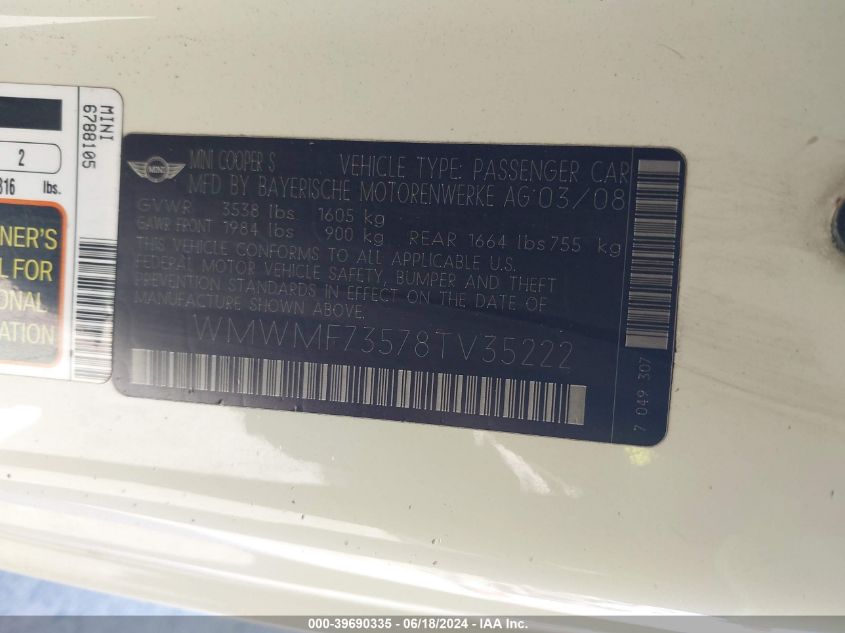 MINI
6788105
2
816 lbs.
NER'S
L FOR
ONAL
ATION
MINI
MINI COOPER S VEHICLE TYPE: PASSENGER CAR
MFD BY BAYERISCHE MOTORENWERKE AG 03/08
GVWR 3538 lbs 1605 kg
GAWR FRONT 1984 lbs 900 kg REAR 1664 lbs 755 kg
THIS VEHICLE CONFORMS TO ALL APPLICABLE U.S.
FEDERAL MOTOR VEHICLE SAFETY, BUMPER AND THEFT
PREVENTION STANDARDS IN EFFECT ON THE DATE OF
MANUFACTURE SHOWN ABOVE.
WMWMF73578TV35222
7 049 307
000-39690335 - 06/18/2024 - IAA Inc.